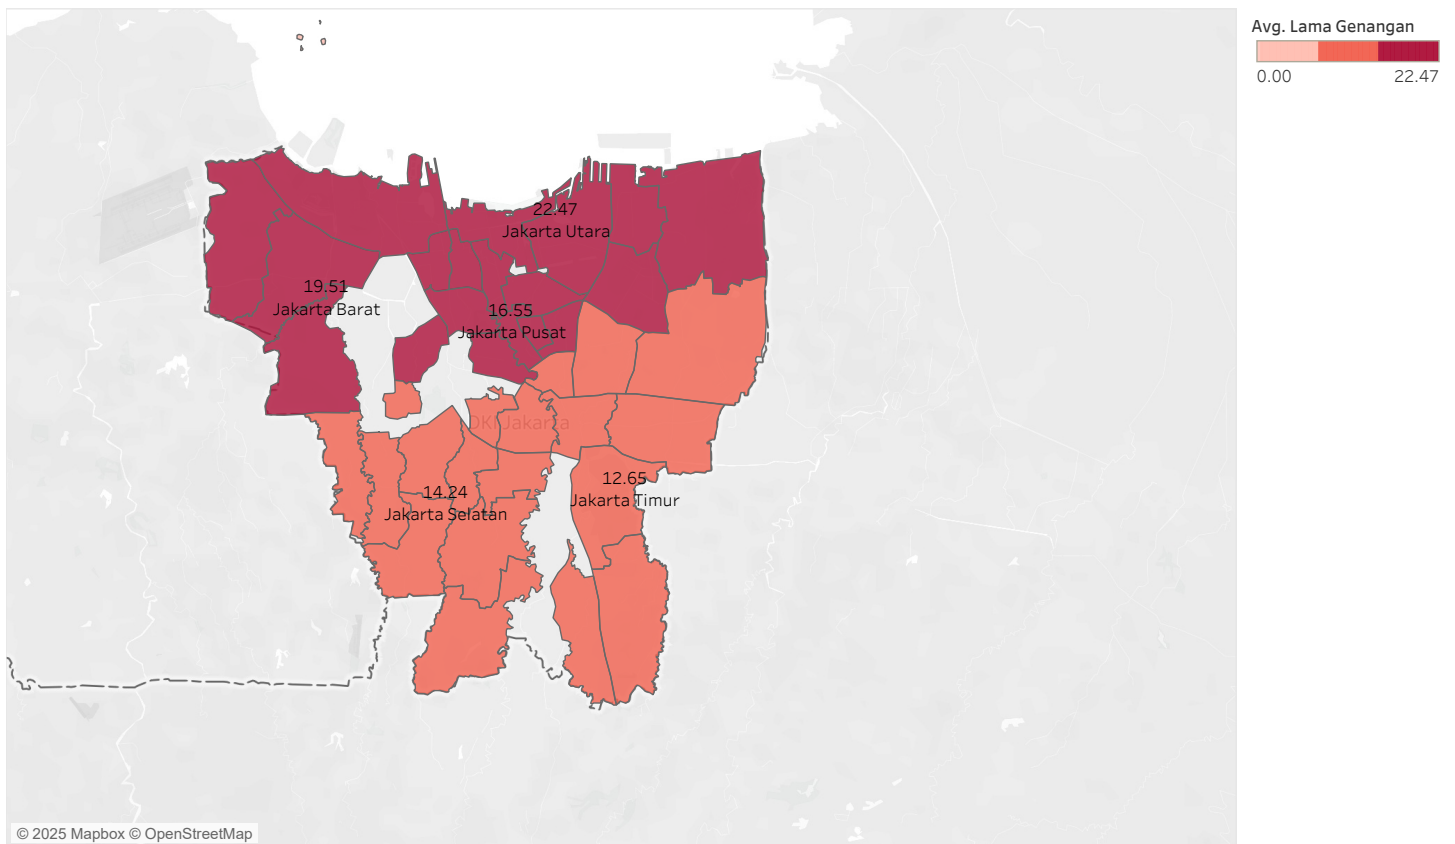 Avg. Lama Genangan
0.00 22.47
22.47
Jakarta Utara
19.51
Jakarta Barat
16.55
Jakarta Pusat
DKI Jakarta
12.65
Jakarta Timur
14.24
Jakarta Selatan
© 2025 Mapbox © OpenStreetMap